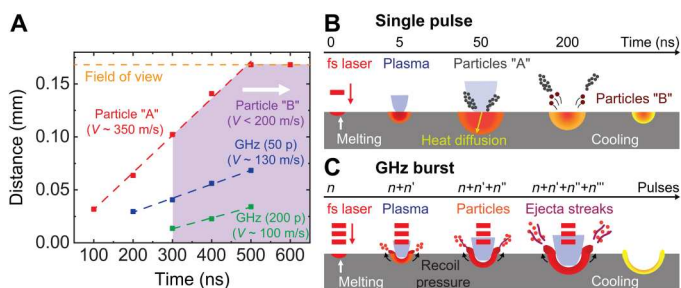 A
Distance (mm)
0.15
0.10
0.05
0.00
Field of view
Particle "A"
(V ~ 350 m/s)
Particle "B"
(V < 200 m/s)
GHz (50 p)
(V ~ 130 m/s)
GHz (200 p)
(V ~ 100 m/s)
0 100 200 300 400 500 600
Time (ns)
B
Single pulse
0 5 50 200 Time (ns)
fs laser
Plasma
Particles "A"
Particles "B"
Melting
Heat diffusion
Cooling
C
GHz burst
n n+n' n+n'+n'' n+n'+n''+n''' Pulses
fs laser
Plasma
Particles
Ejecta streaks
Melting
Recoil
pressure
Cooling